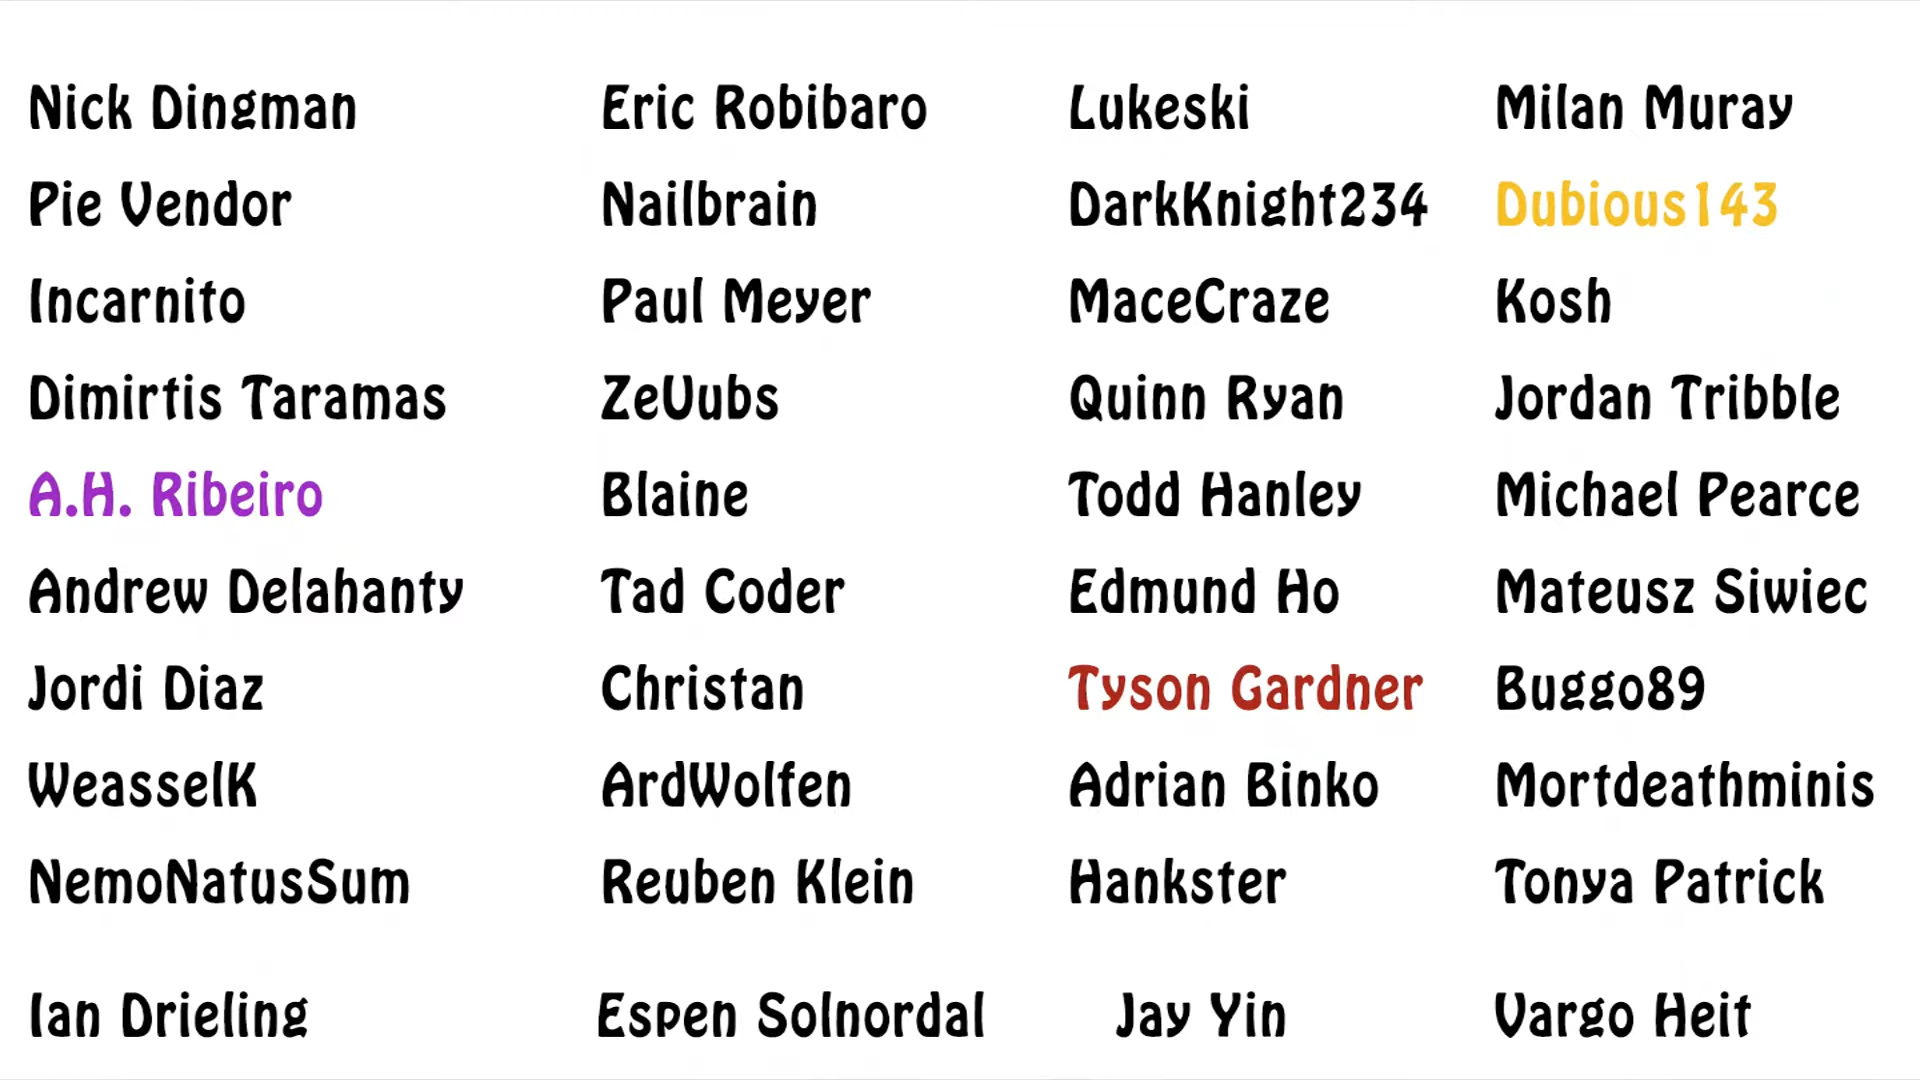 Nick Dingman Eric Robibaro Lukeski Milan Muray
Pie Vendor Nailbrain DarkKnight234 Dubious143
Incarnito Paul Meyer MaceCraze Kosh
Dimirtis Taramas ZeUubs Quinn Ryan Jordan Tribble
A.H. Ribeiro Blaine Todd Hanley Michael Pearce
Andrew Delahanty Tad Coder Edmund Ho Mateusz Siwiec
Jordi Diaz Christan Tyson Gardner Buggo89
WeasselK ArdWolfen Adrian Binko Mortdeathminis
NemoNatusSum Reuben Klein Hankster Tonya Patrick
Ian Drieling Espen Solnordal Jay Yin Vargo Heit